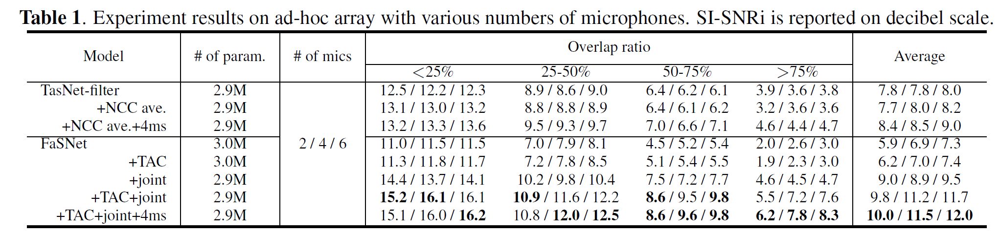 Table 1. Experiment results on ad-hoc array with various numbers of microphones. SI-SNRi is reported on decibel scale.
Model # of param. # of mics Overlap ratio Average
<25% 25-50% 50-75% >75%
TasNet-filter 2.9M 12.5 / 12.2 / 12.3 8.9 / 8.6 / 9.0 6.4 / 6.2 / 6.1 3.9 / 3.6 / 3.8 7.8 / 7.8 / 8.0
+NCC ave. 2.9M 13.1 / 13.0 / 13.2 8.8 / 8.8 / 8.9 6.4 / 6.1 / 6.2 3.2 / 3.6 / 3.6 7.7 / 8.0 / 8.2
+NCC ave.+4ms 2.9M 13.2 / 13.3 / 13.6 9.5 / 9.3 / 9.7 7.0 / 6.6 / 7.1 4.6 / 4.4 / 4.7 8.4 / 8.5 / 9.0
FaSNet 3.0M 2 / 4 / 6 11.0 / 11.5 / 11.5 7.0 / 7.9 / 8.1 4.5 / 5.2 / 5.4 2.0 / 2.6 / 3.0 5.9 / 6.9 / 7.3
+TAC 3.0M 11.3 / 11.8 / 11.7 7.2 / 7.8 / 8.5 5.1 / 5.4 / 5.5 1.9 / 2.3 / 3.0 6.2 / 7.0 / 7.4
+joint 2.9M 14.4 / 13.7 / 14.1 10.2 / 9.8 / 10.4 7.5 / 7.2 / 7.7 4.6 / 4.5 / 4.7 9.0 / 8.9 / 9.5
+TAC+joint 2.9M 15.2 / 16.1 / 16.1 10.9 / 11.6 / 12.2 8.6 / 9.5 / 9.8 5.5 / 7.2 / 7.6 9.8 / 11.2 / 11.7
+TAC+joint+4ms 2.9M 15.1 / 16.0 / 16.2 10.8 / 12.0 / 12.5 8.6 / 9.6 / 9.8 6.2 / 7.8 / 8.3 10.0 / 11.5 / 12.0